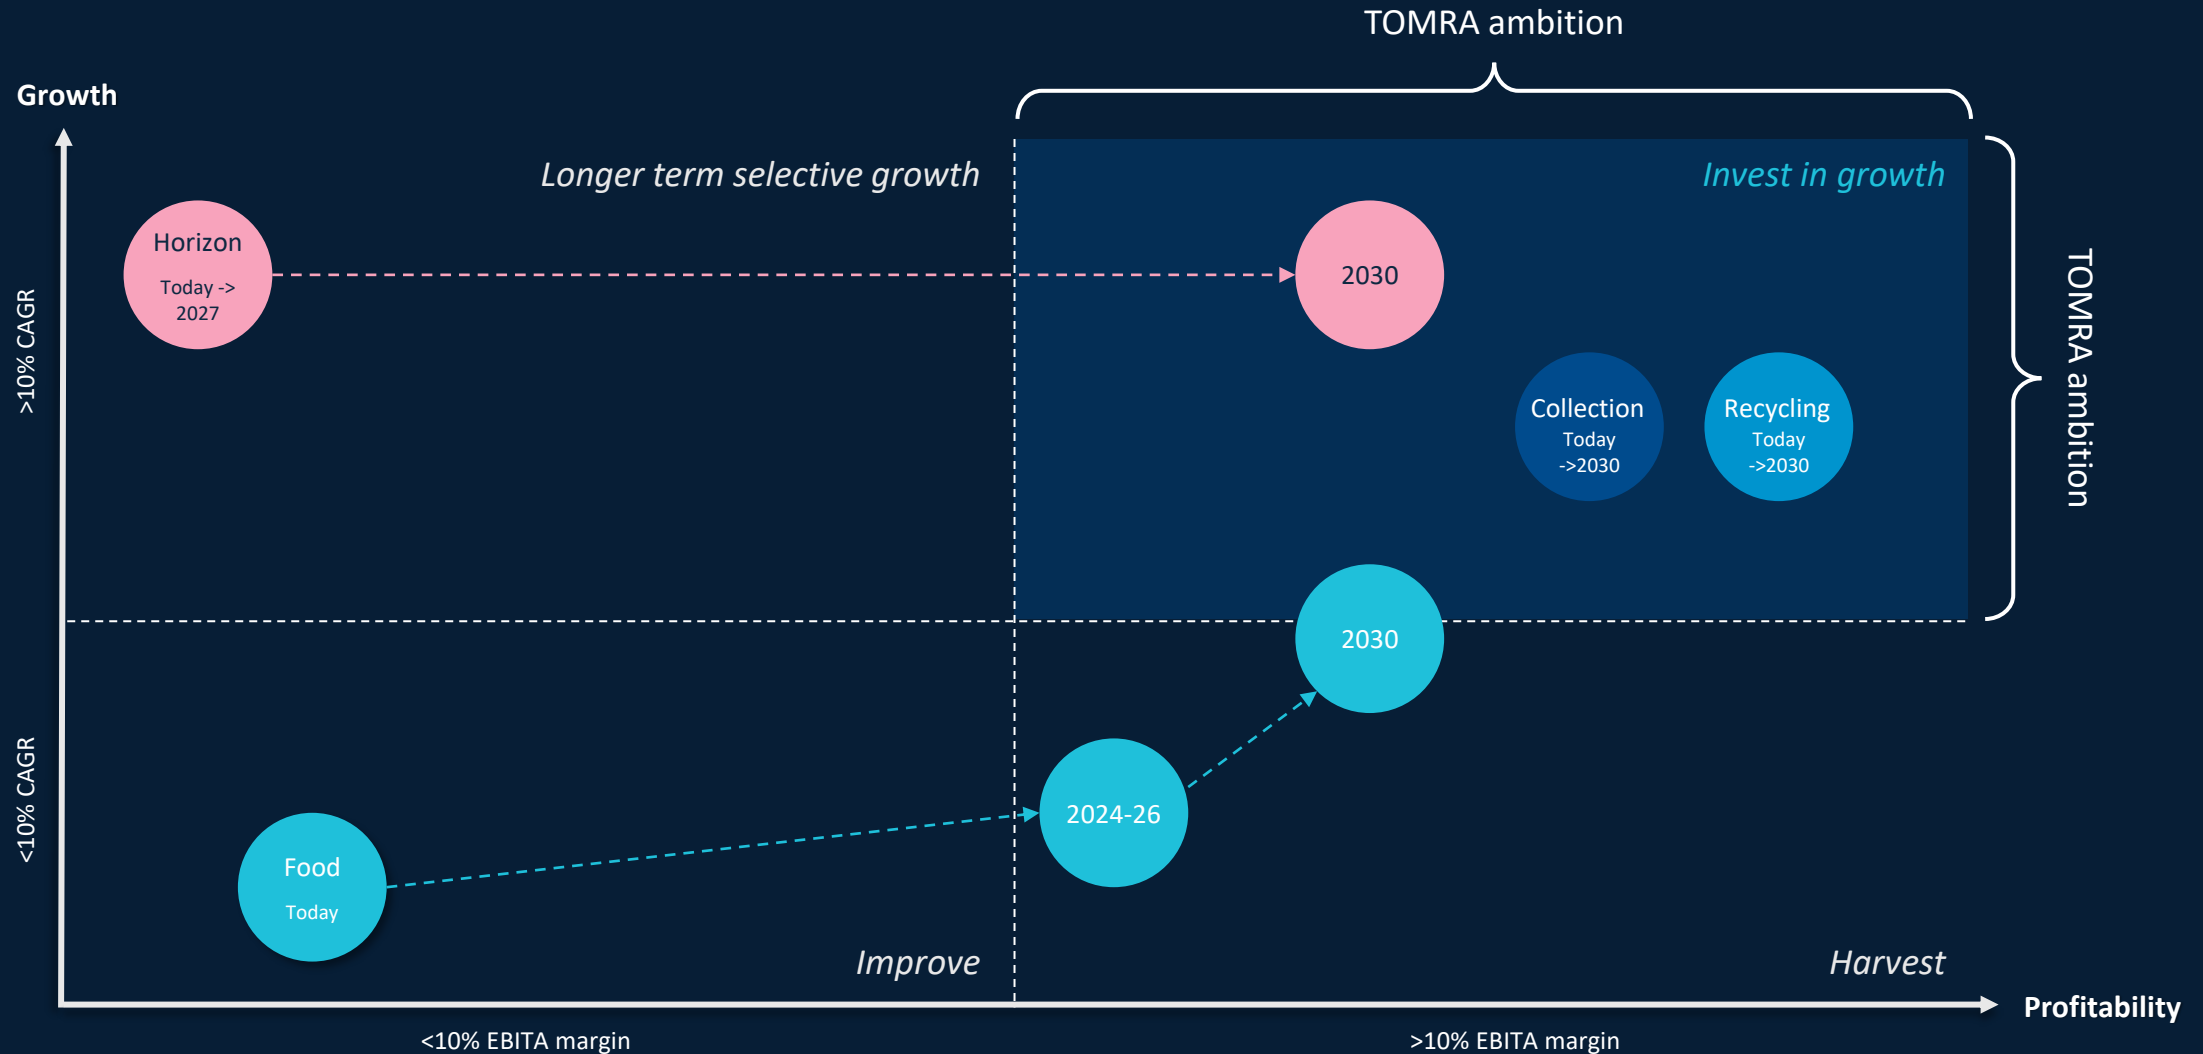 TOMRA ambition
Growth
Longer term selective growth
Invest in growth
Horizon
Today ->
2027
2030
TOMRA ambition
>10% CAGR
Collection
Today
->2030
Recycling
Today
->2030
2030
<10% CAGR
2024-26
Food
Today
Improve
Harvest
Profitability
<10% EBITA margin
>10% EBITA margin